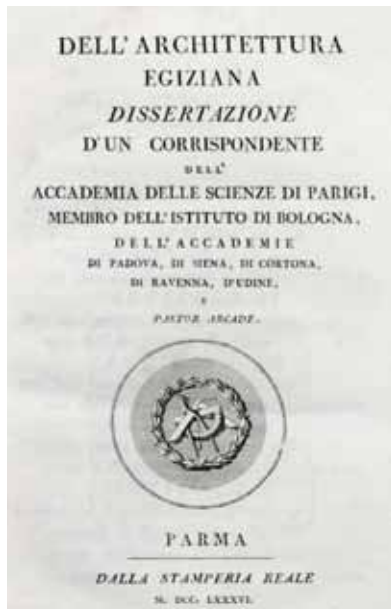 DELL' ARCHITETTURA
EGIZIANA
DISSERTAZIONE
D'UN CORRISPONDENTE
DELL'
ACCADEMIA DELLE SCIENZE DI PARIGI,
MEMBRO DELL'ISTITUTO DI BOLOGNA,
DELL'ACCADEMIE
DI PADOVA, DI SIENA, DI CORTONA,
DI RAVENNA, D'UDINE,
E
PASTOR ARCADE.
PARMA
DALLA STAMPERIA REALE
M. DCC. LXXXVI.